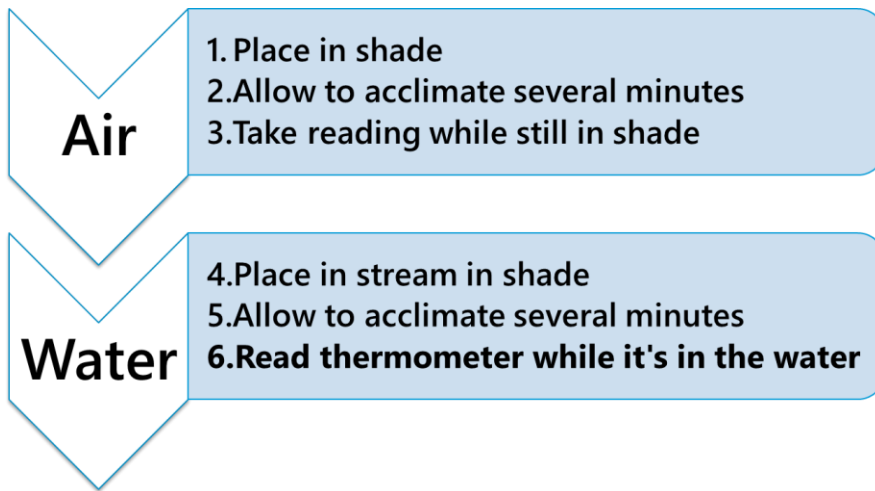 Air
1. Place in shade
2.Allow to acclimate several minutes
3.Take reading while still in shade
Water
4.Place in stream in shade
5.Allow to acclimate several minutes
6.Read thermometer while it's in the water